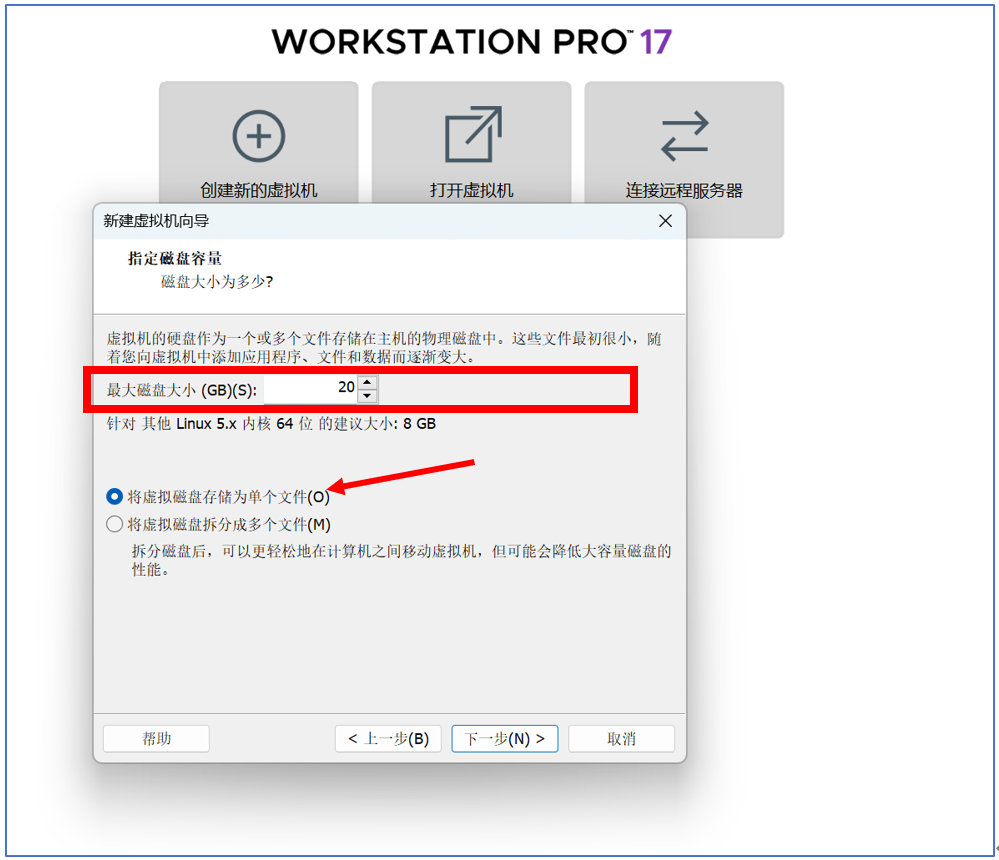 WORKSTATION PRO™ 17
创建新的虚拟机
打开虚拟机
连接远程服务器
新建虚拟机向导
指定磁盘容量
磁盘大小为多少?
虚拟机的硬盘作为一个或多个文件存储在主机的物理磁盘中。这些文件最初很小，随
着您向虚拟机中添加应用程序、文件和数据而逐渐变大。
最大磁盘大小 (GB)(S): 20
针对 其他 Linux 5.x 内核 64 位 的建议大小: 8 GB
将虚拟磁盘存储为单个文件(O)
将虚拟磁盘拆分成多个文件(M)
拆分磁盘后，可以更轻松地在计算机之间移动虚拟机，但可能会降低大容量磁盘的
性能。
帮助
< 上一步(B)
下一步(N) >
取消